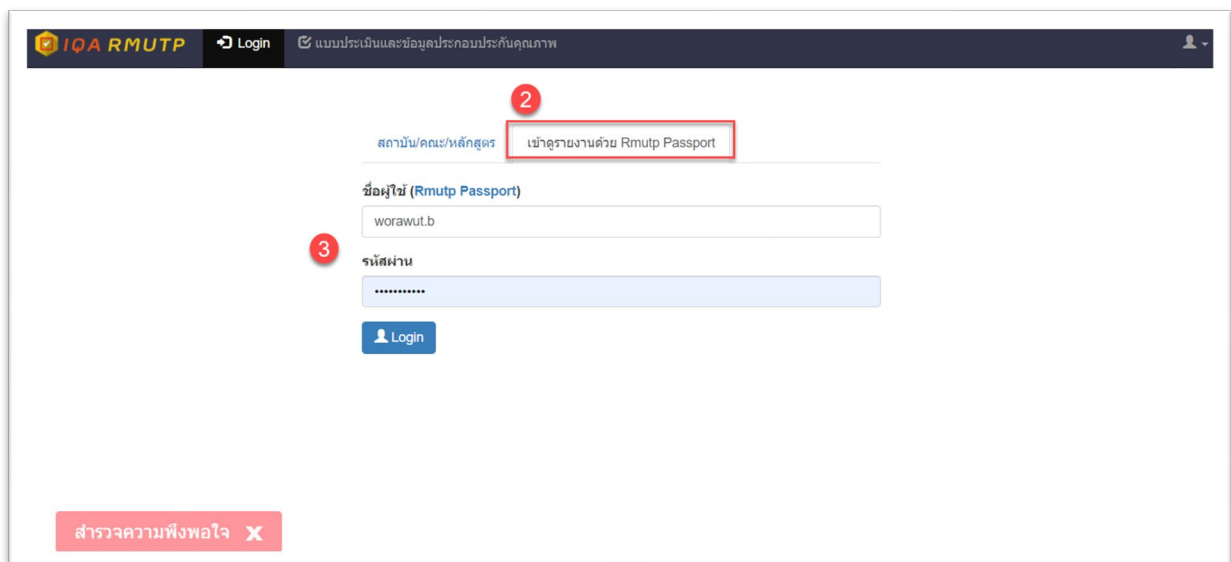 IQA RMUTP Login แบบประเมินและข้อมูลประกอบประกันคุณภาพ
2
สถาบัน/คณะ/หลักสูตร เข้าดูรายงานด้วย Rmutp Passport
ชื่อผู้ใช้ (Rmutp Passport)
worawut.b
3
รหัสผ่าน
•••••••••••
Login
สำรวจความพึงพอใจ X